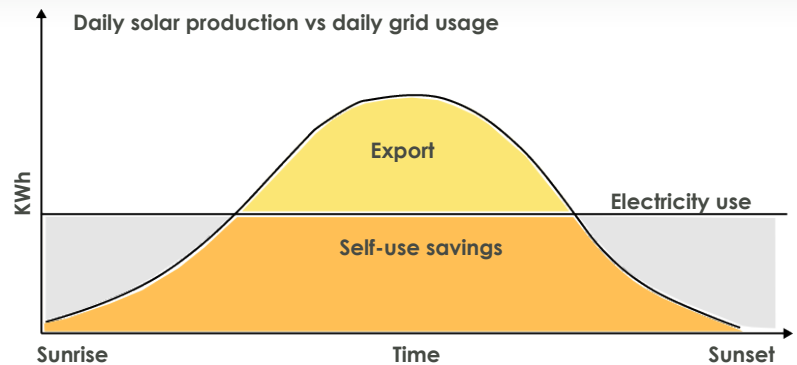 Daily solar production vs daily grid usage
Export
KWh
Electricity use
Self-use savings
Sunrise
Time
Sunset